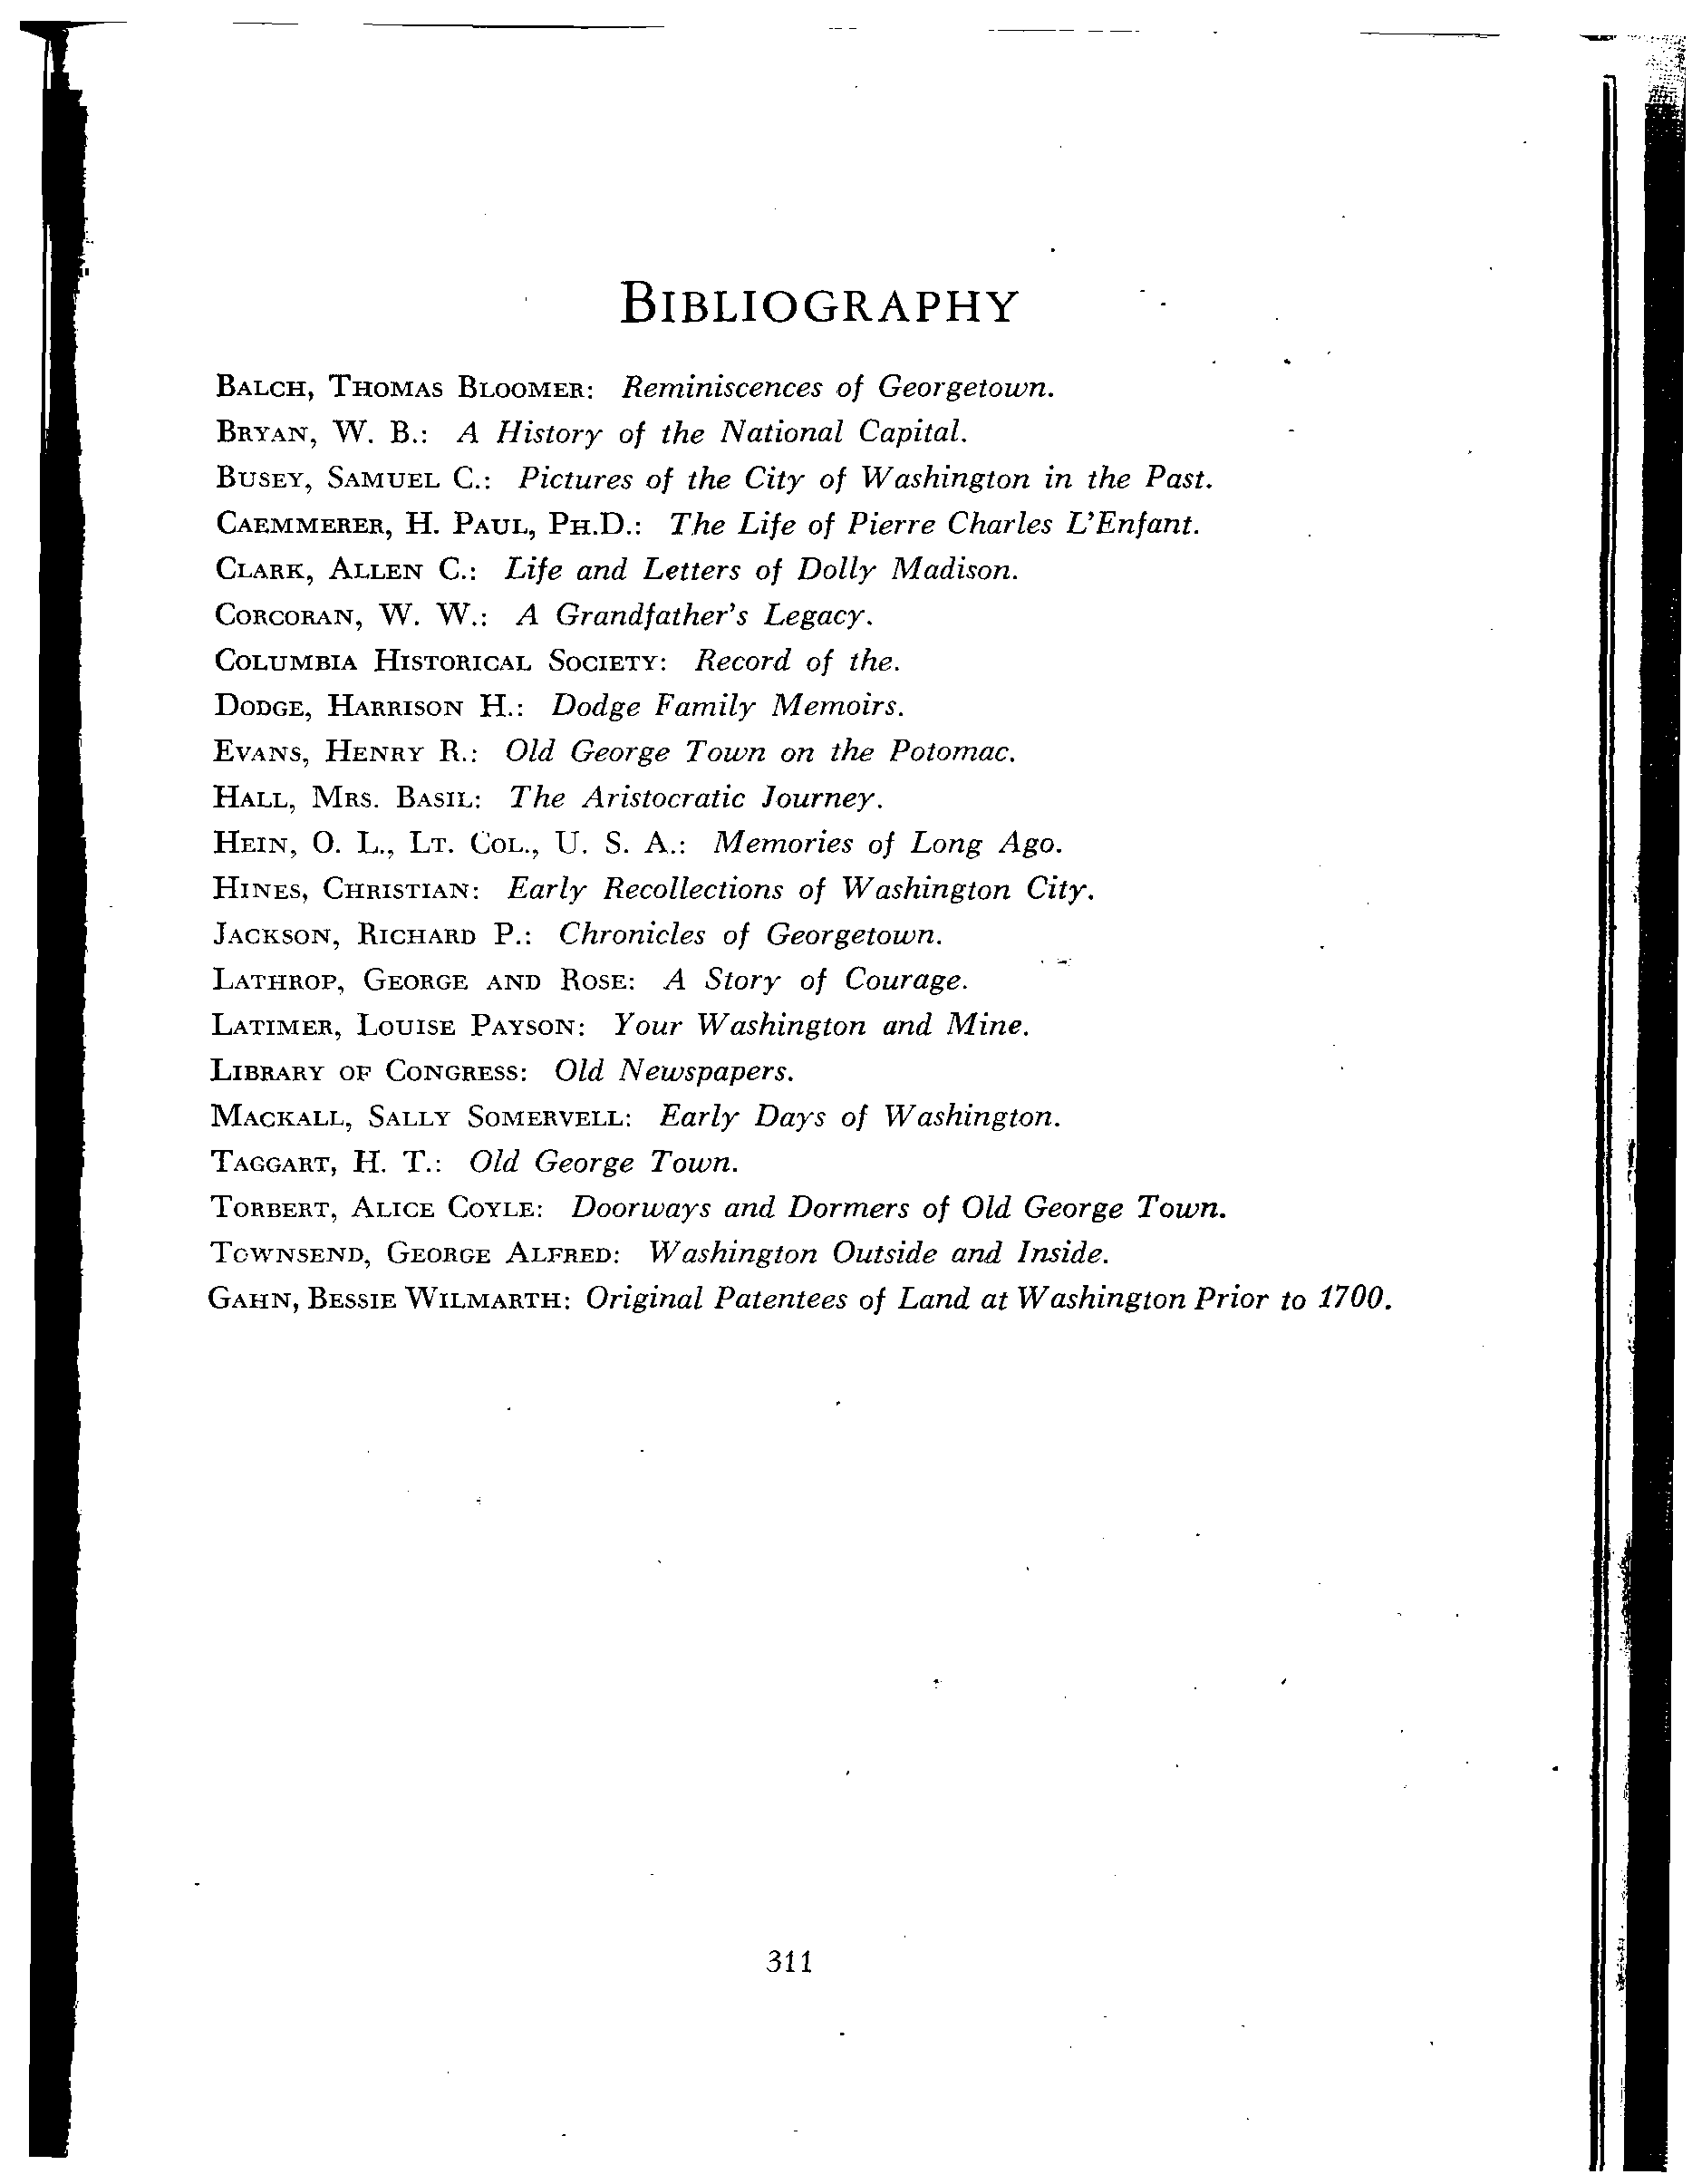 BIBLIOGRAPHY
BALCH, THOMAS BLOOMER: Reminiscences of Georgetown.
BRYAN, W. B.: A History of the National Capital.
BUSEY, SAMUEL C.: Pictures of the City of Washington in the Past.
CAEMMERER, H. PAUL, PH.D.: The Life of Pierre Charles L'Enfant.
CLARK, ALLEN C.: Life and Letters of Dolly Madison.
CORCORAN, W. W.: A Grandfather's Legacy.
COLUMBIA HISTORICAL SOCIETY: Record of the.
DODGE, HARRISON H.: Dodge Family Memoirs.
EVANS, HENRY R.: Old George Town on the Potomac.
HALL, MRS. BASIL: The Aristocratic Journey.
HEIN, O. L., LT. COL., U. S. A.: Memories of Long Ago.
HINES, CHRISTIAN: Early Recollections of Washington City.
JACKSON, RICHARD P.: Chronicles of Georgetown.
LATHROP, GEORGE AND ROSE: A Story of Courage.
LATIMER, LOUISE PAYSON: Your Washington and Mine.
LIBRARY OF CONGRESS: Old Newspapers.
MACKALL, SALLY SOMERVELL: Early Days of Washington.
TAGGART, H. T.: Old George Town.
TORBERT, ALICE COYLE: Doorways and Dormers of Old George Town.
TOWNSEND, GEORGE ALFRED: Washington Outside and Inside.
GAHN, BESSIE WILMARTH: Original Patentees of Land at Washington Prior to 1700.
311